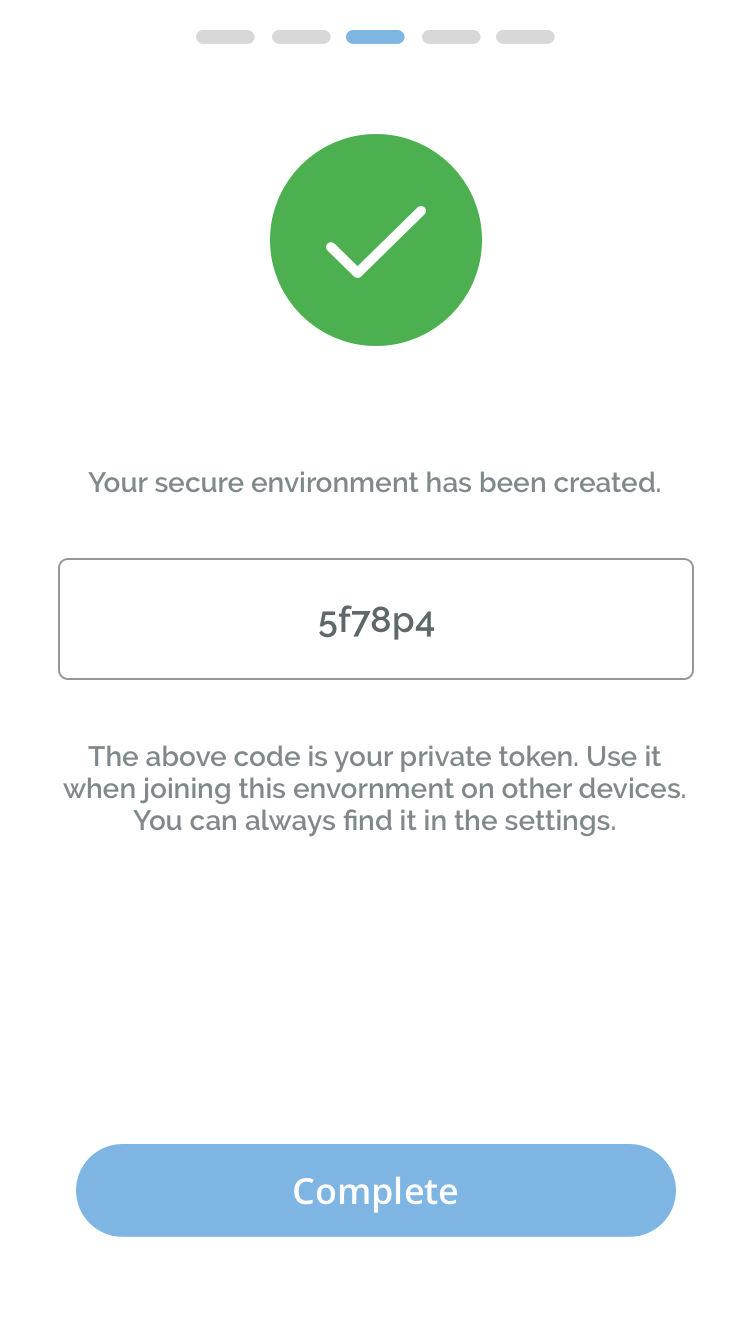 Your secure environment has been created.
5f78p4
The above code is your private token. Use it
when joining this envornment on other devices.
You can always find it in the settings.
Complete